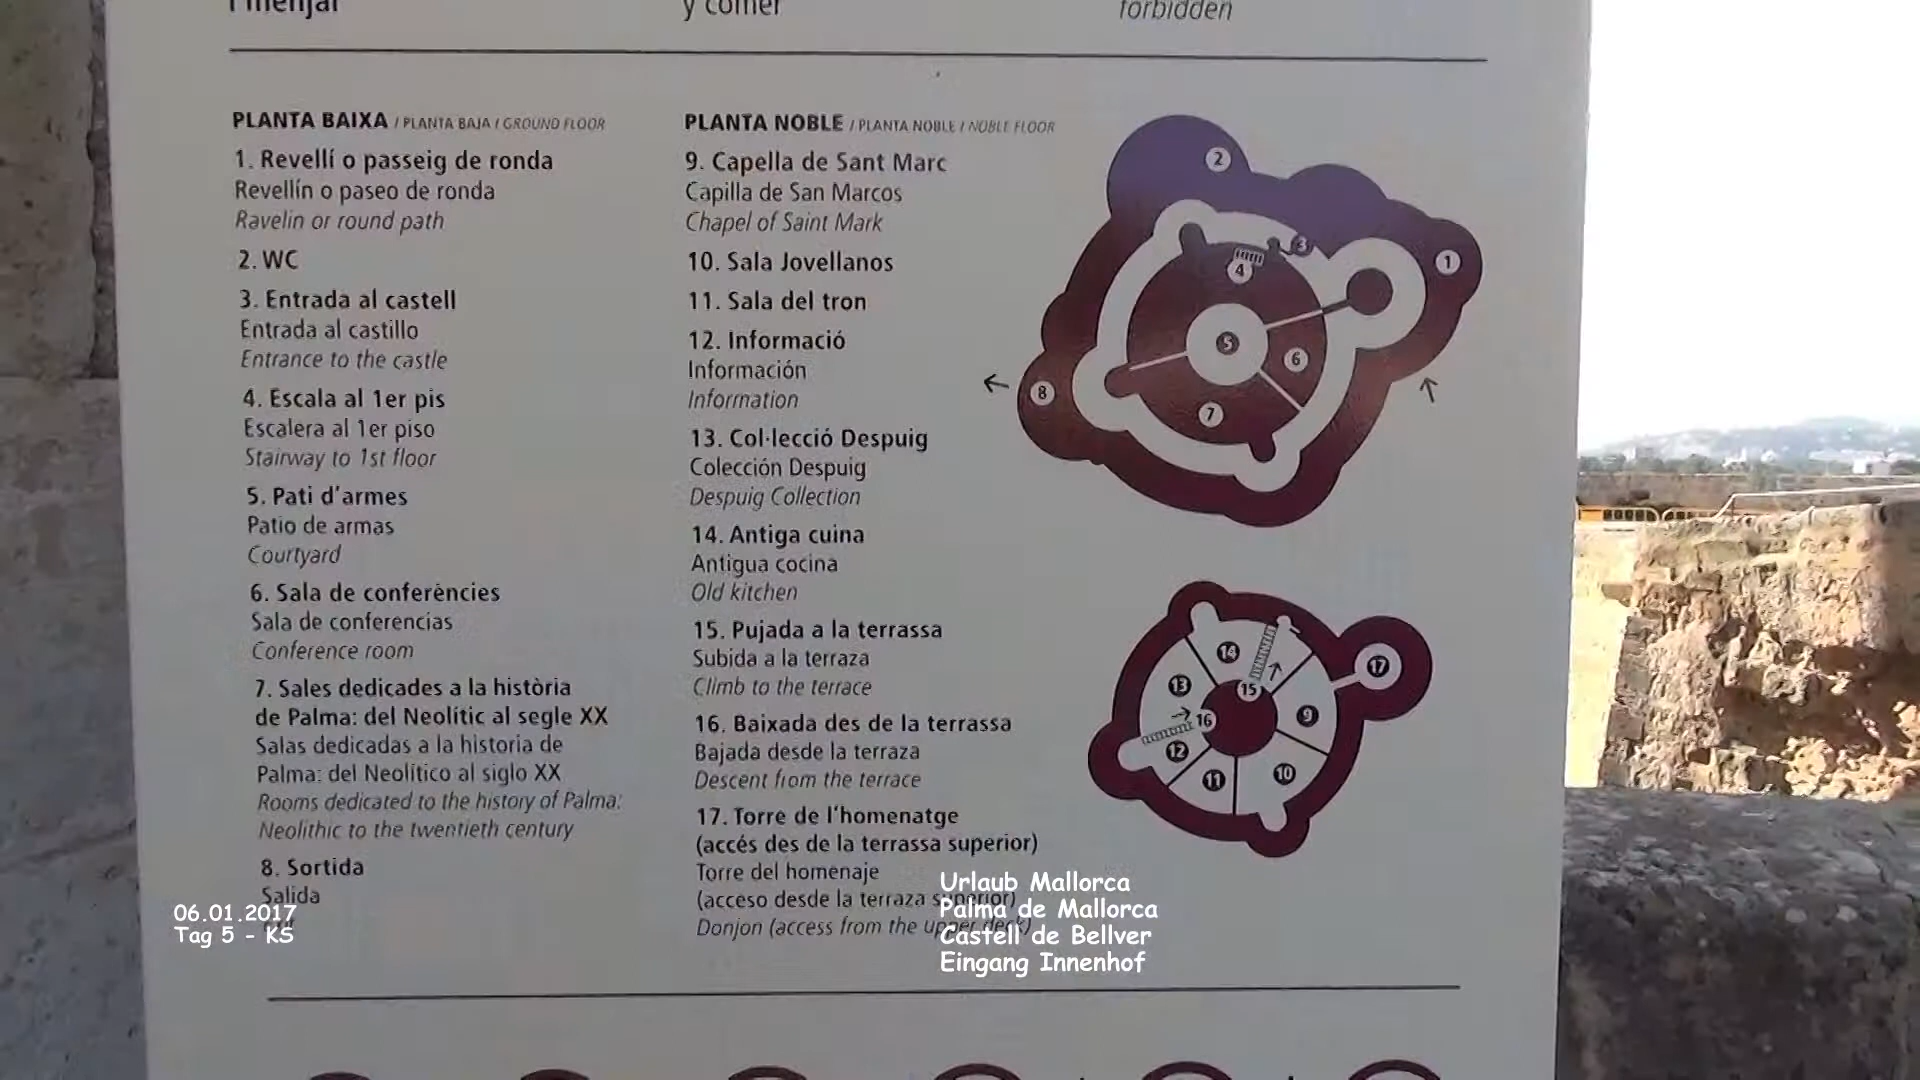 i menjar
y comer
forbidden
PLANTA BAIXA / PLANTA BAJA / GROUND FLOOR
1. Revellí o passeig de ronda
Revellín o paseo de ronda
Ravelin or round path
2. WC
3. Entrada al castell
Entrada al castillo
Entrance to the castle
4. Escala al 1er pis
Escalera al 1er piso
Stairway to 1st floor
5. Pati d'armes
Patio de armas
Courtyard
6. Sala de conferències
Sala de conferencias
Conference room
7. Sales dedicades a la història
de Palma: del Neolític al segle XX
Salas dedicadas a la historia de
Palma: del Neolítico al siglo XX
Rooms dedicated to the history of Palma:
Neolithic to the twentieth century
8. Sortida
Salida
PLANTA NOBLE / PLANTA NOBLE / NOBLE FLOOR
9. Capella de Sant Marc
Capilla de San Marcos
Chapel of Saint Mark
10. Sala Jovellanos
11. Sala del tron
12. Informació
Información
Information
13. Col·lecció Despuig
Colección Despuig
Despuig Collection
14. Antiga cuina
Antigua cocina
Old kitchen
15. Pujada a la terrassa
Subida a la terraza
Climb to the terrace
16. Baixada des de la terrassa
Bajada desde la terraza
Descent from the terrace
17. Torre de l'homenatge
(accés des de la terrassa superior)
Torre del homenaje
(acceso desde la terraza superior)
Donjon (access from the upper deck)
2
3
1
4
5
6
8
7
14
17
13
15
9
16
12
11
10
06.01.2017
Tag 5 - KS
Urlaub Mallorca
Palma de Mallorca
Castell de Bellver
Eingang Innenhof